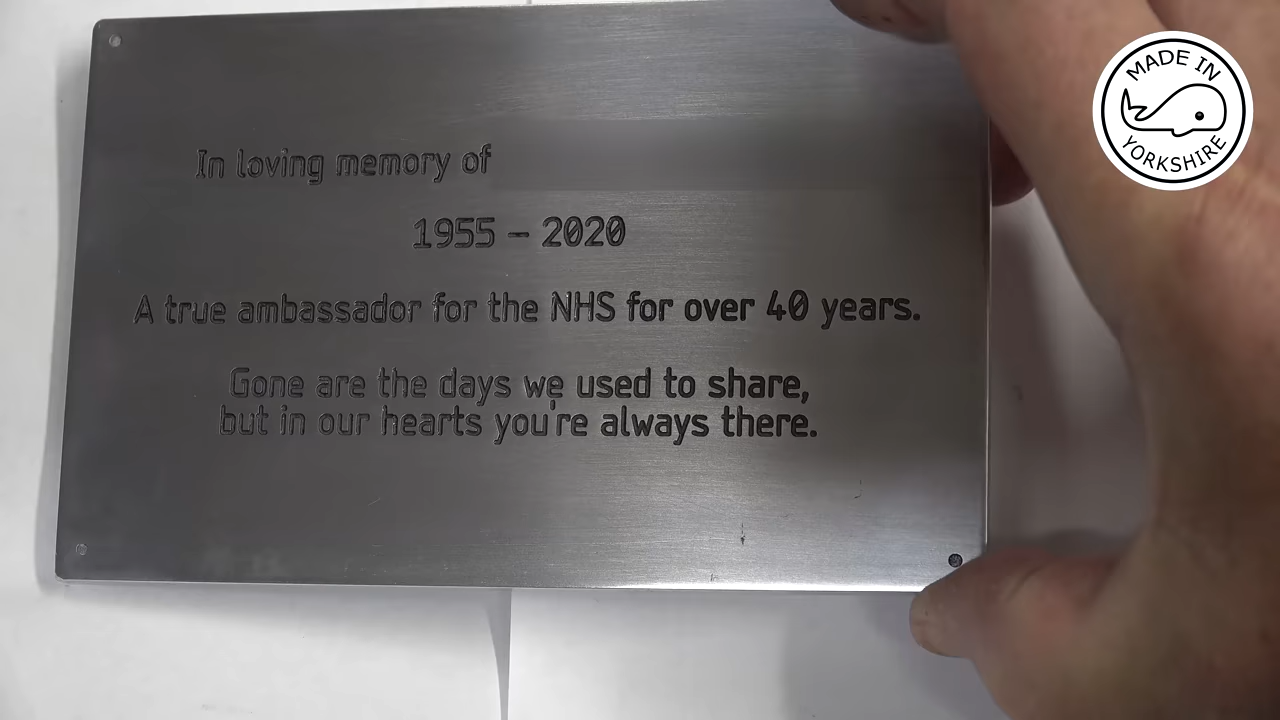 In loving memory of
1955 – 2020
A true ambassador for the NHS for over 40 years.
Gone are the days we used to share,
but in our hearts you're always there.
MADE IN
YORKSHIRE